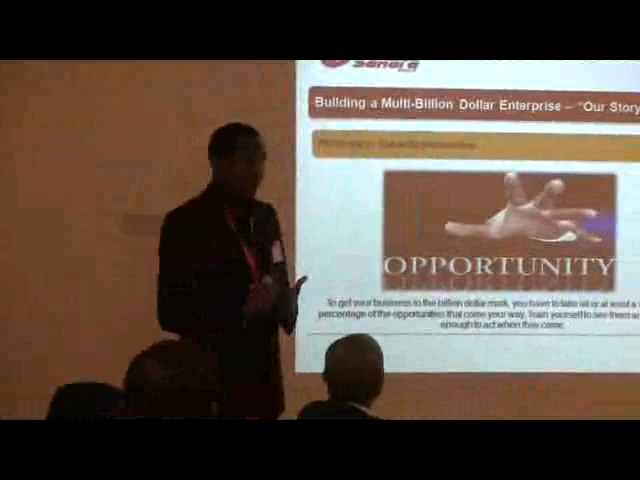 Sahara
Building a Multi-Billion Dollar Enterprise – "Our Story
OPPORTUNITY
To get your business to the billion dollar mark, you have to take all or at least a
percentage of the opportunities that come your way. Train yourself to see them
enough to act when they come.